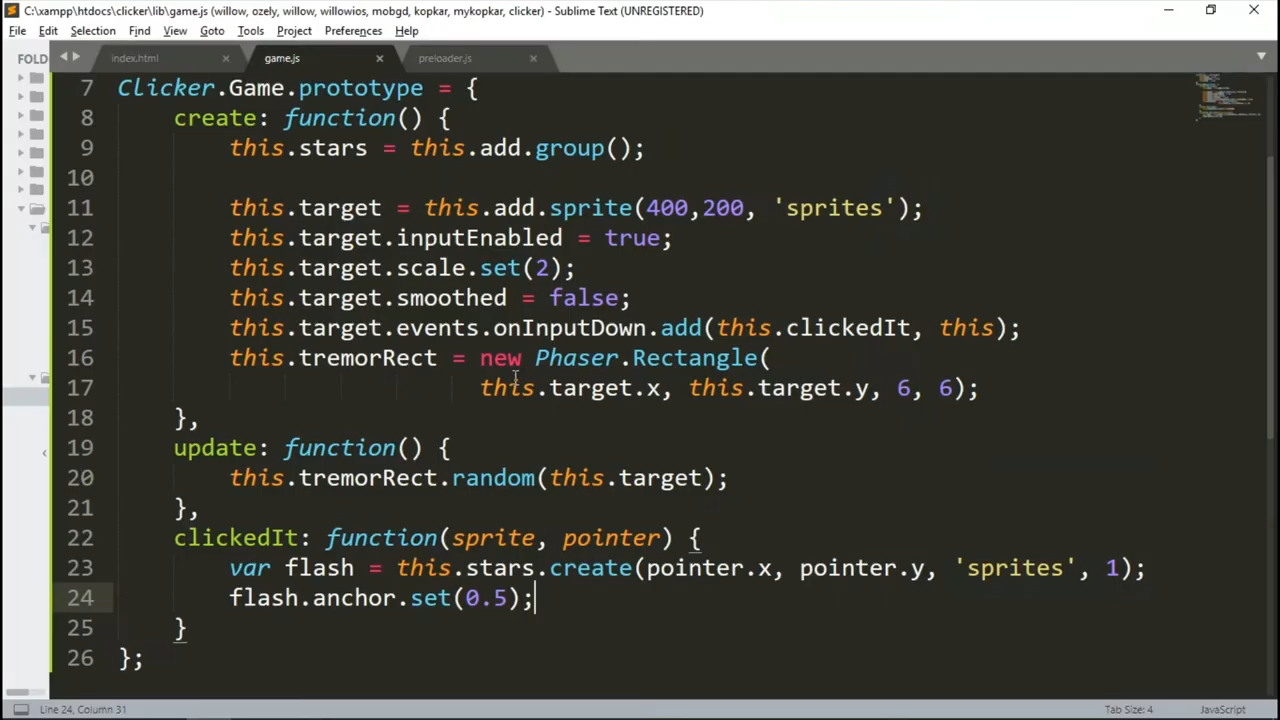 C:\xampp\htdocs\clicker\lib\game.js (willow, ozely, willow, willowios, mobgd, kopkar, mykopkar, clicker) - Sublime Text (UNREGISTERED)
File Edit Selection Find View Goto Tools Project Preferences Help
FOLD index.html game.js preloader.js
7 Clicker.Game.prototype = {
8 create: function() {
9 this.stars = this.add.group();
10
11 this.target = this.add.sprite(400,200, 'sprites');
12 this.target.inputEnabled = true;
13 this.target.scale.set(2);
14 this.target.smoothed = false;
15 this.target.events.onInputDown.add(this.clickedIt, this);
16 this.tremorRect = new Phaser.Rectangle(
17 this.target.x, this.target.y, 6, 6);
18 },
19 update: function() {
20 this.tremorRect.random(this.target);
21 },
22 clickedIt: function(sprite, pointer) {
23 var flash = this.stars.create(pointer.x, pointer.y, 'sprites', 1);
24 flash.anchor.set(0.5);
25 }
26 };
Line 24, Column 31 Tab Size: 4 JavaScript